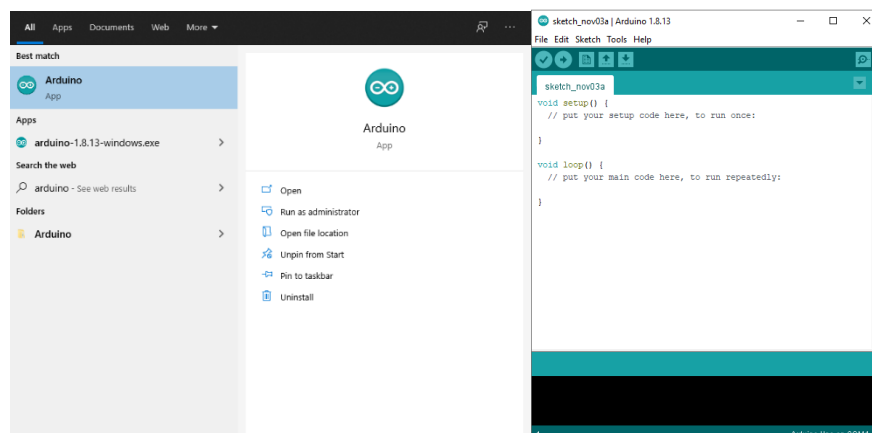 All Apps Documents Web More
Best match
Arduino
App
Apps
arduino-1.8.13-windows.exe
Search the web
arduino - See web results
Folders
Arduino
Arduino
App
Open
Run as administrator
Open file location
Unpin from Start
Pin to taskbar
Uninstall
sketch_nov03a | Arduino 1.8.13
File Edit Sketch Tools Help
sketch_nov03a
void setup() {
// put your setup code here, to run once:
}
void loop() {
// put your main code here, to run repeatedly:
}